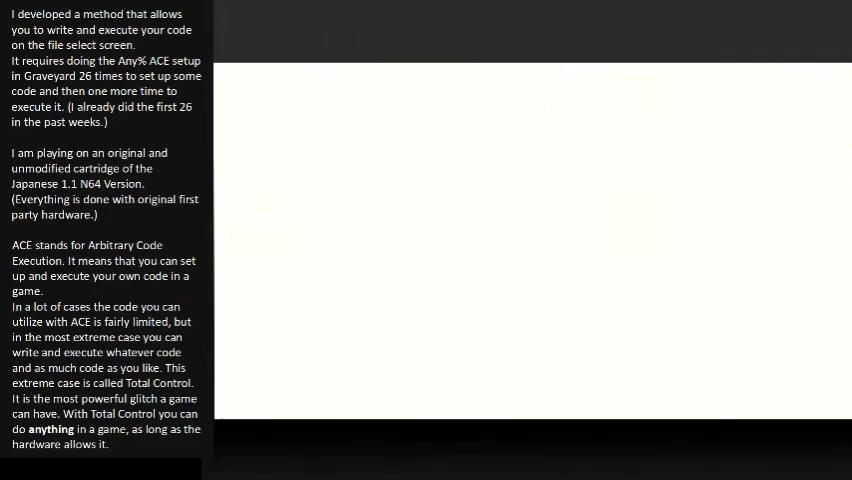 I developed a method that allows
you to write and execute your code
on the file select screen.
It requires doing the Any% ACE setup
in Graveyard 26 times to set up some
code and then one more time to
execute it. (I already did the first 26
in the past weeks.)
I am playing on an original and
unmodified cartridge of the
Japanese 1.1 N64 Version.
(Everything is done with original first
party hardware.)
ACE stands for Arbitrary Code
Execution. It means that you can set
up and execute your own code in a
game.
In a lot of cases the code you can
utilize with ACE is fairly limited, but
in the most extreme case you can
write and execute whatever code
and as much code as you like. This
extreme case is called Total Control.
It is the most powerful glitch a game
can have. With Total Control you can
do anything in a game, as long as the
hardware allows it.